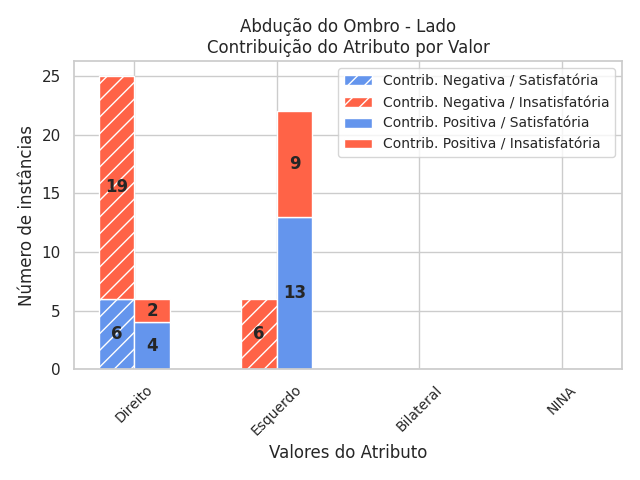 Abdução do Ombro - Lado
Contribuição do Atributo por Valor
Contrib. Negativa / Satisfatória
Contrib. Negativa / Insatisfatória
Contrib. Positiva / Satisfatória
Contrib. Positiva / Insatisfatória
Número de instâncias
25
20
15
10
5
0
19
6
2
4
6
9
13
Direito
Esquerdo
Bilateral
NINA
Valores do Atributo